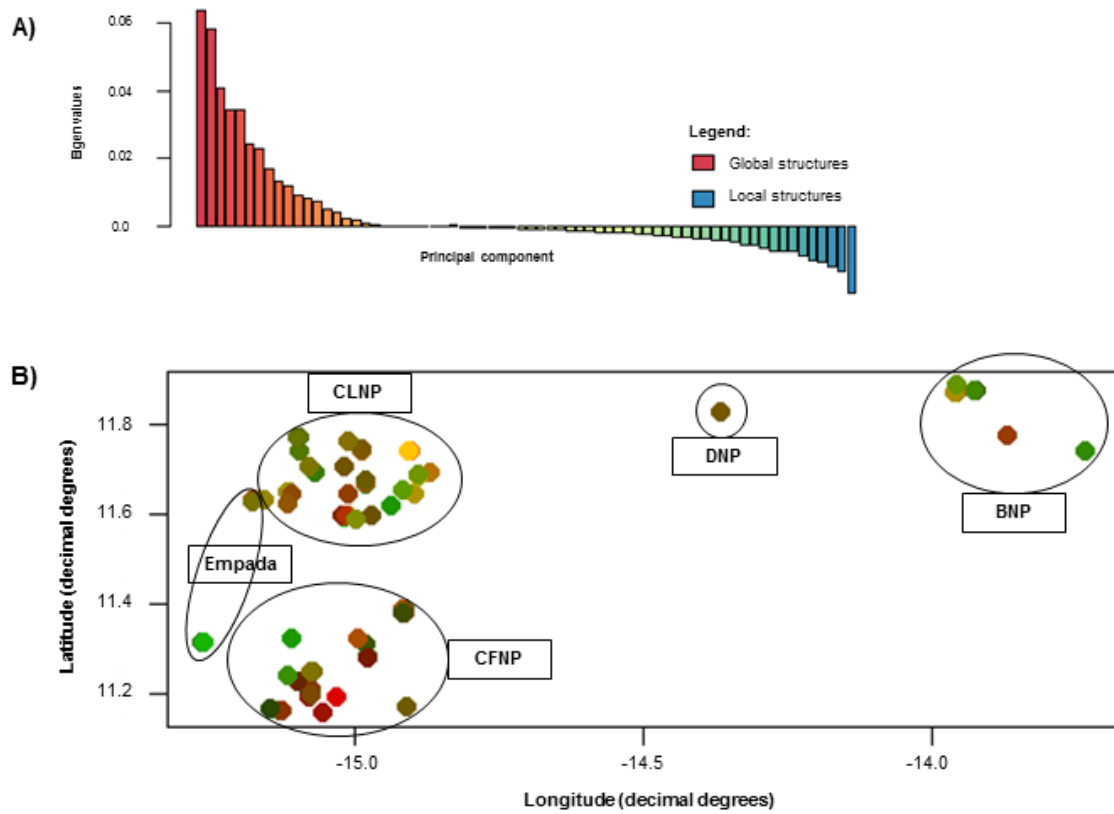 A)
0.06
0.04
0.02
0.0
Bgen values
Legend:
Global structures
Local structures
Principal component
B)
CLNP
DNP
BNP
Empada
CFNP
11.8
11.6
11.4
11.2
Latitude (decimal degrees)
-15.0
-14.5
-14.0
Longitude (decimal degrees)